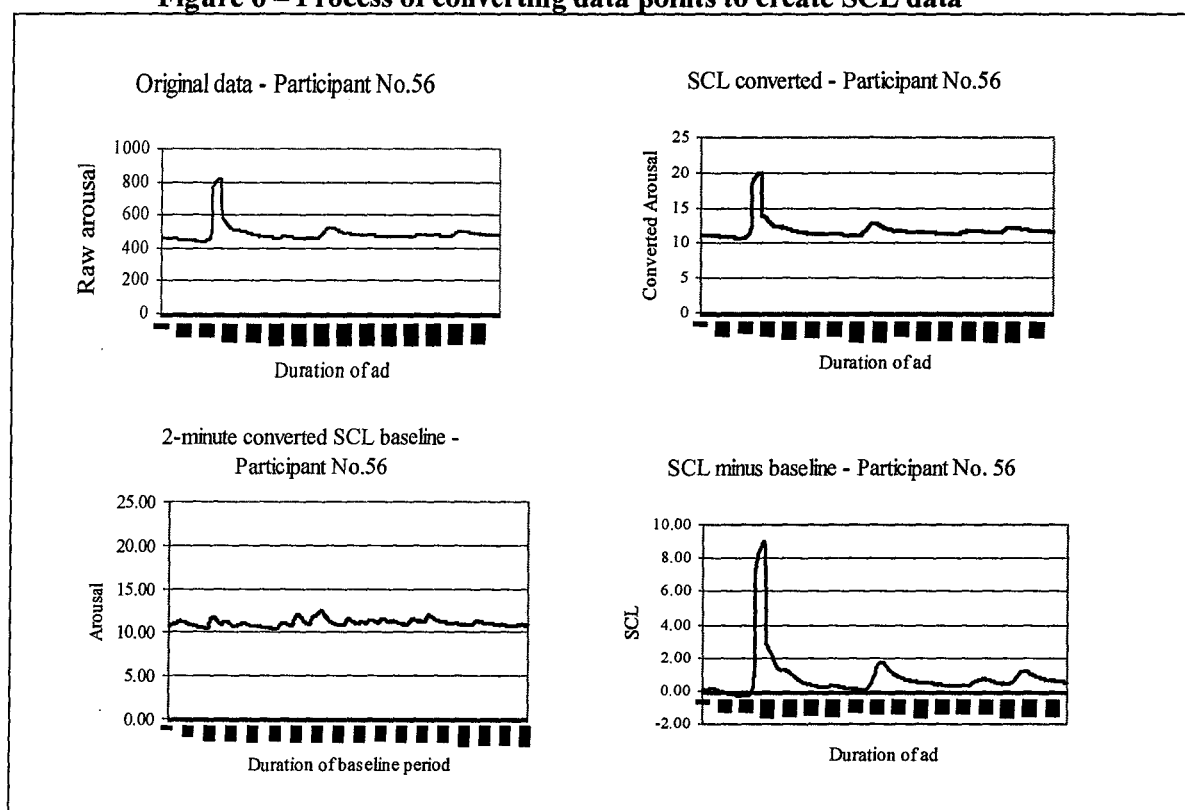 Figure 6 – Process of converting data points to create SCL data
Original data - Participant No.56
1000
800
600
400
200
0
Raw arousal
Duration of ad
SCL converted - Participant No.56
25
20
15
10
5
0
Converted Arousal
Duration of ad
2-minute converted SCL baseline -
Participant No.56
25.00
20.00
15.00
10.00
5.00
0.00
Arousal
Duration of baseline period
SCL minus baseline - Participant No. 56
10.00
8.00
6.00
4.00
2.00
0.00
-2.00
SCL
Duration of ad